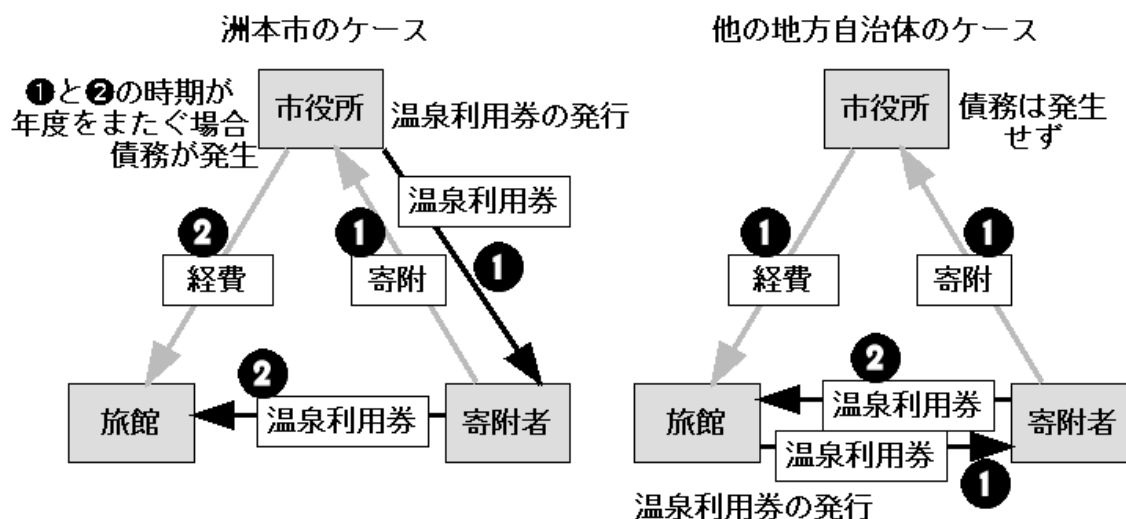 洲本市のケース
❶と❷の時期が
年度をまたぐ場合
債務が発生
市役所
温泉利用券の発行
温泉利用券
❷
❶
❶
経費
寄附
❷
旅館
温泉利用券
寄附者
他の地方自治体のケース
市役所
債務は発生
せず
❶
❶
経費
寄附
❷
旅館
温泉利用券
寄附者
温泉利用券
❶
温泉利用券の発行